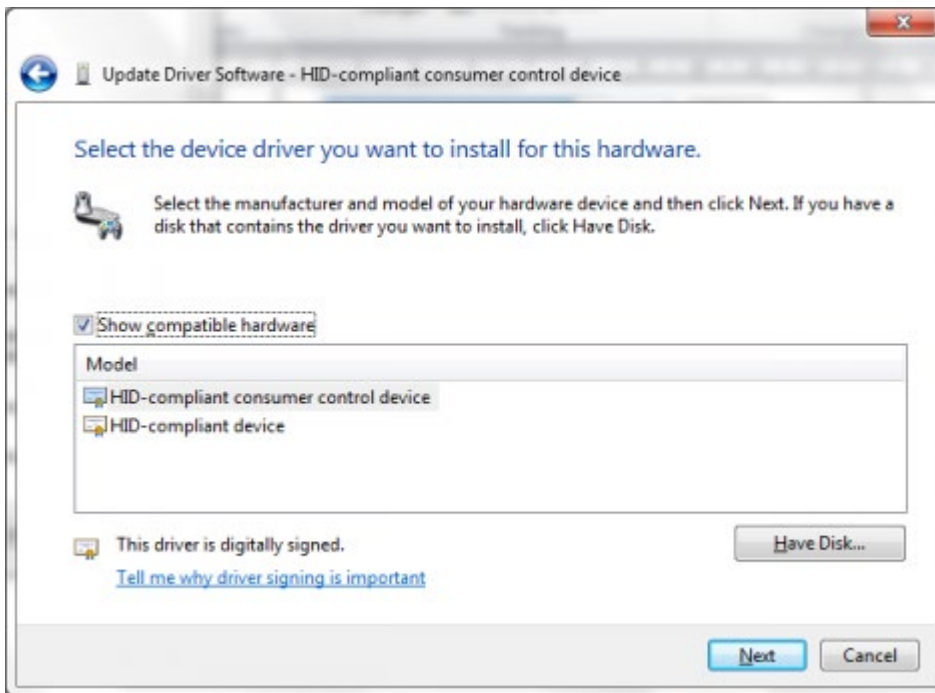 Update Driver Software - HID-compliant consumer control device
Select the device driver you want to install for this hardware.
Select the manufacturer and model of your hardware device and then click Next. If you have a
disk that contains the driver you want to install, click Have Disk.
Show compatible hardware
Model
HID-compliant consumer control device
HID-compliant device
This driver is digitally signed.
Have Disk...
Tell me why driver signing is important
Next
Cancel